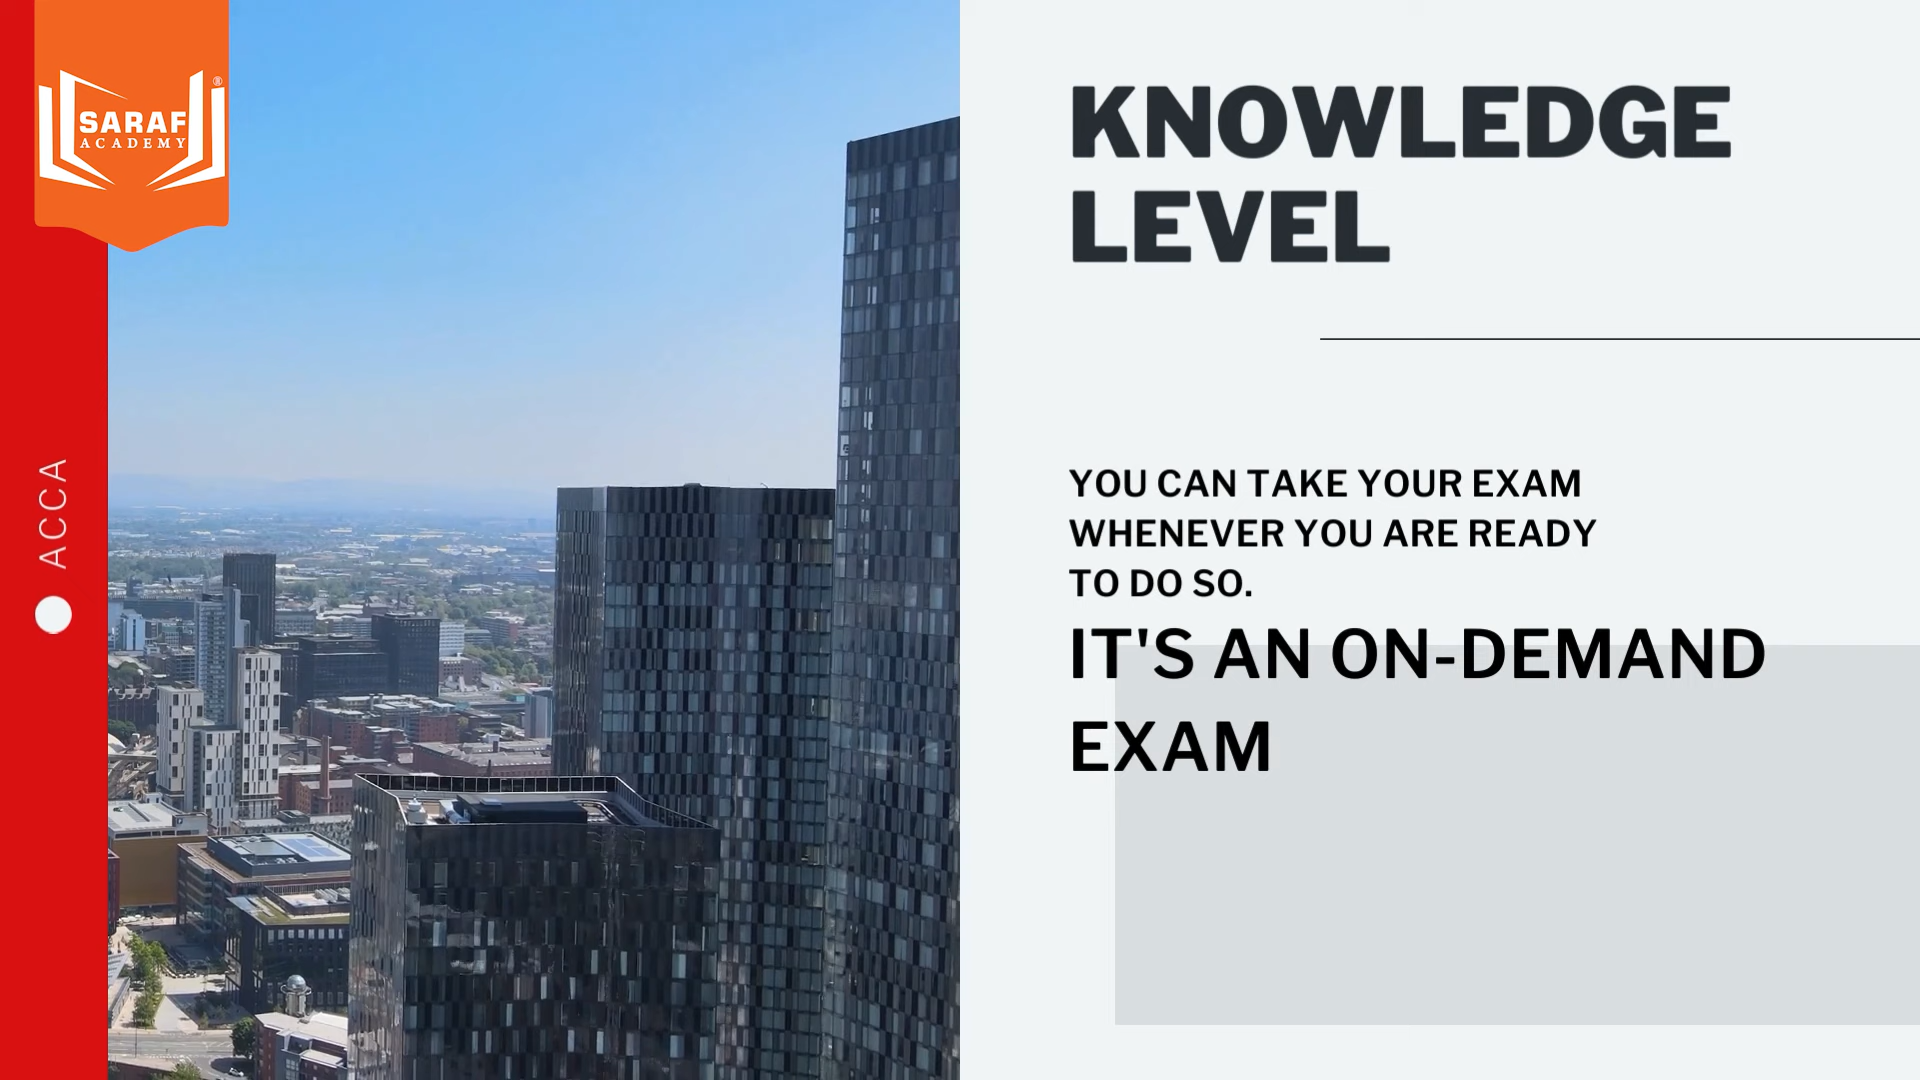 SARAF
ACADEMY
®
ACCA
KNOWLEDGE
LEVEL
YOU CAN TAKE YOUR EXAM
WHENEVER YOU ARE READY
TO DO SO.
IT'S AN ON-DEMAND
EXAM